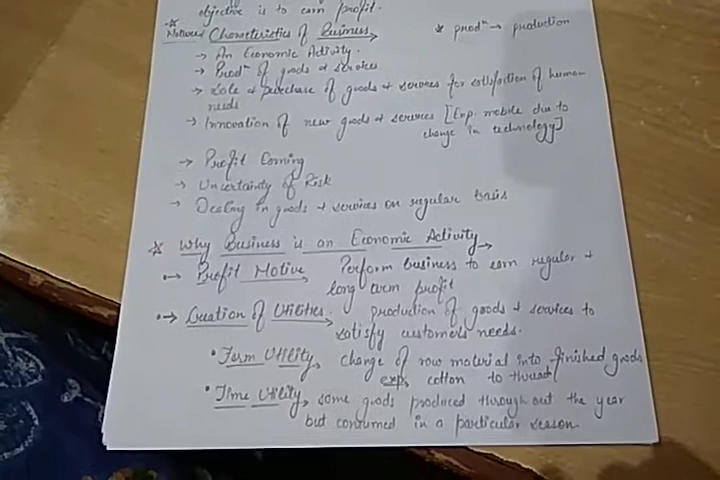 objective is to earn profit.
Nature & Characteristics of Business → * prodⁿ → production
→ An Economic Activity.
→ Prodⁿ of goods & services
→ Sale & purchase of goods & services for satisfaction of human
needs
→ Innovation of new goods & services [Exp. mobile due to
change in technology]
→ Profit Earning
→ Uncertainty of Risk
→ Dealing in goods & services on regular basis
* Why Business is an Economic Activity →
→ Profit Motive Perform business to earn regular &
long term profit
→ Creation of Utilities → production of goods & services to
satisfy customers needs.
• Form Utility, change of raw material into finished goods
exp, cotton to thread
• Time Utility, some goods produced throughout the year
but consumed in a particular season.